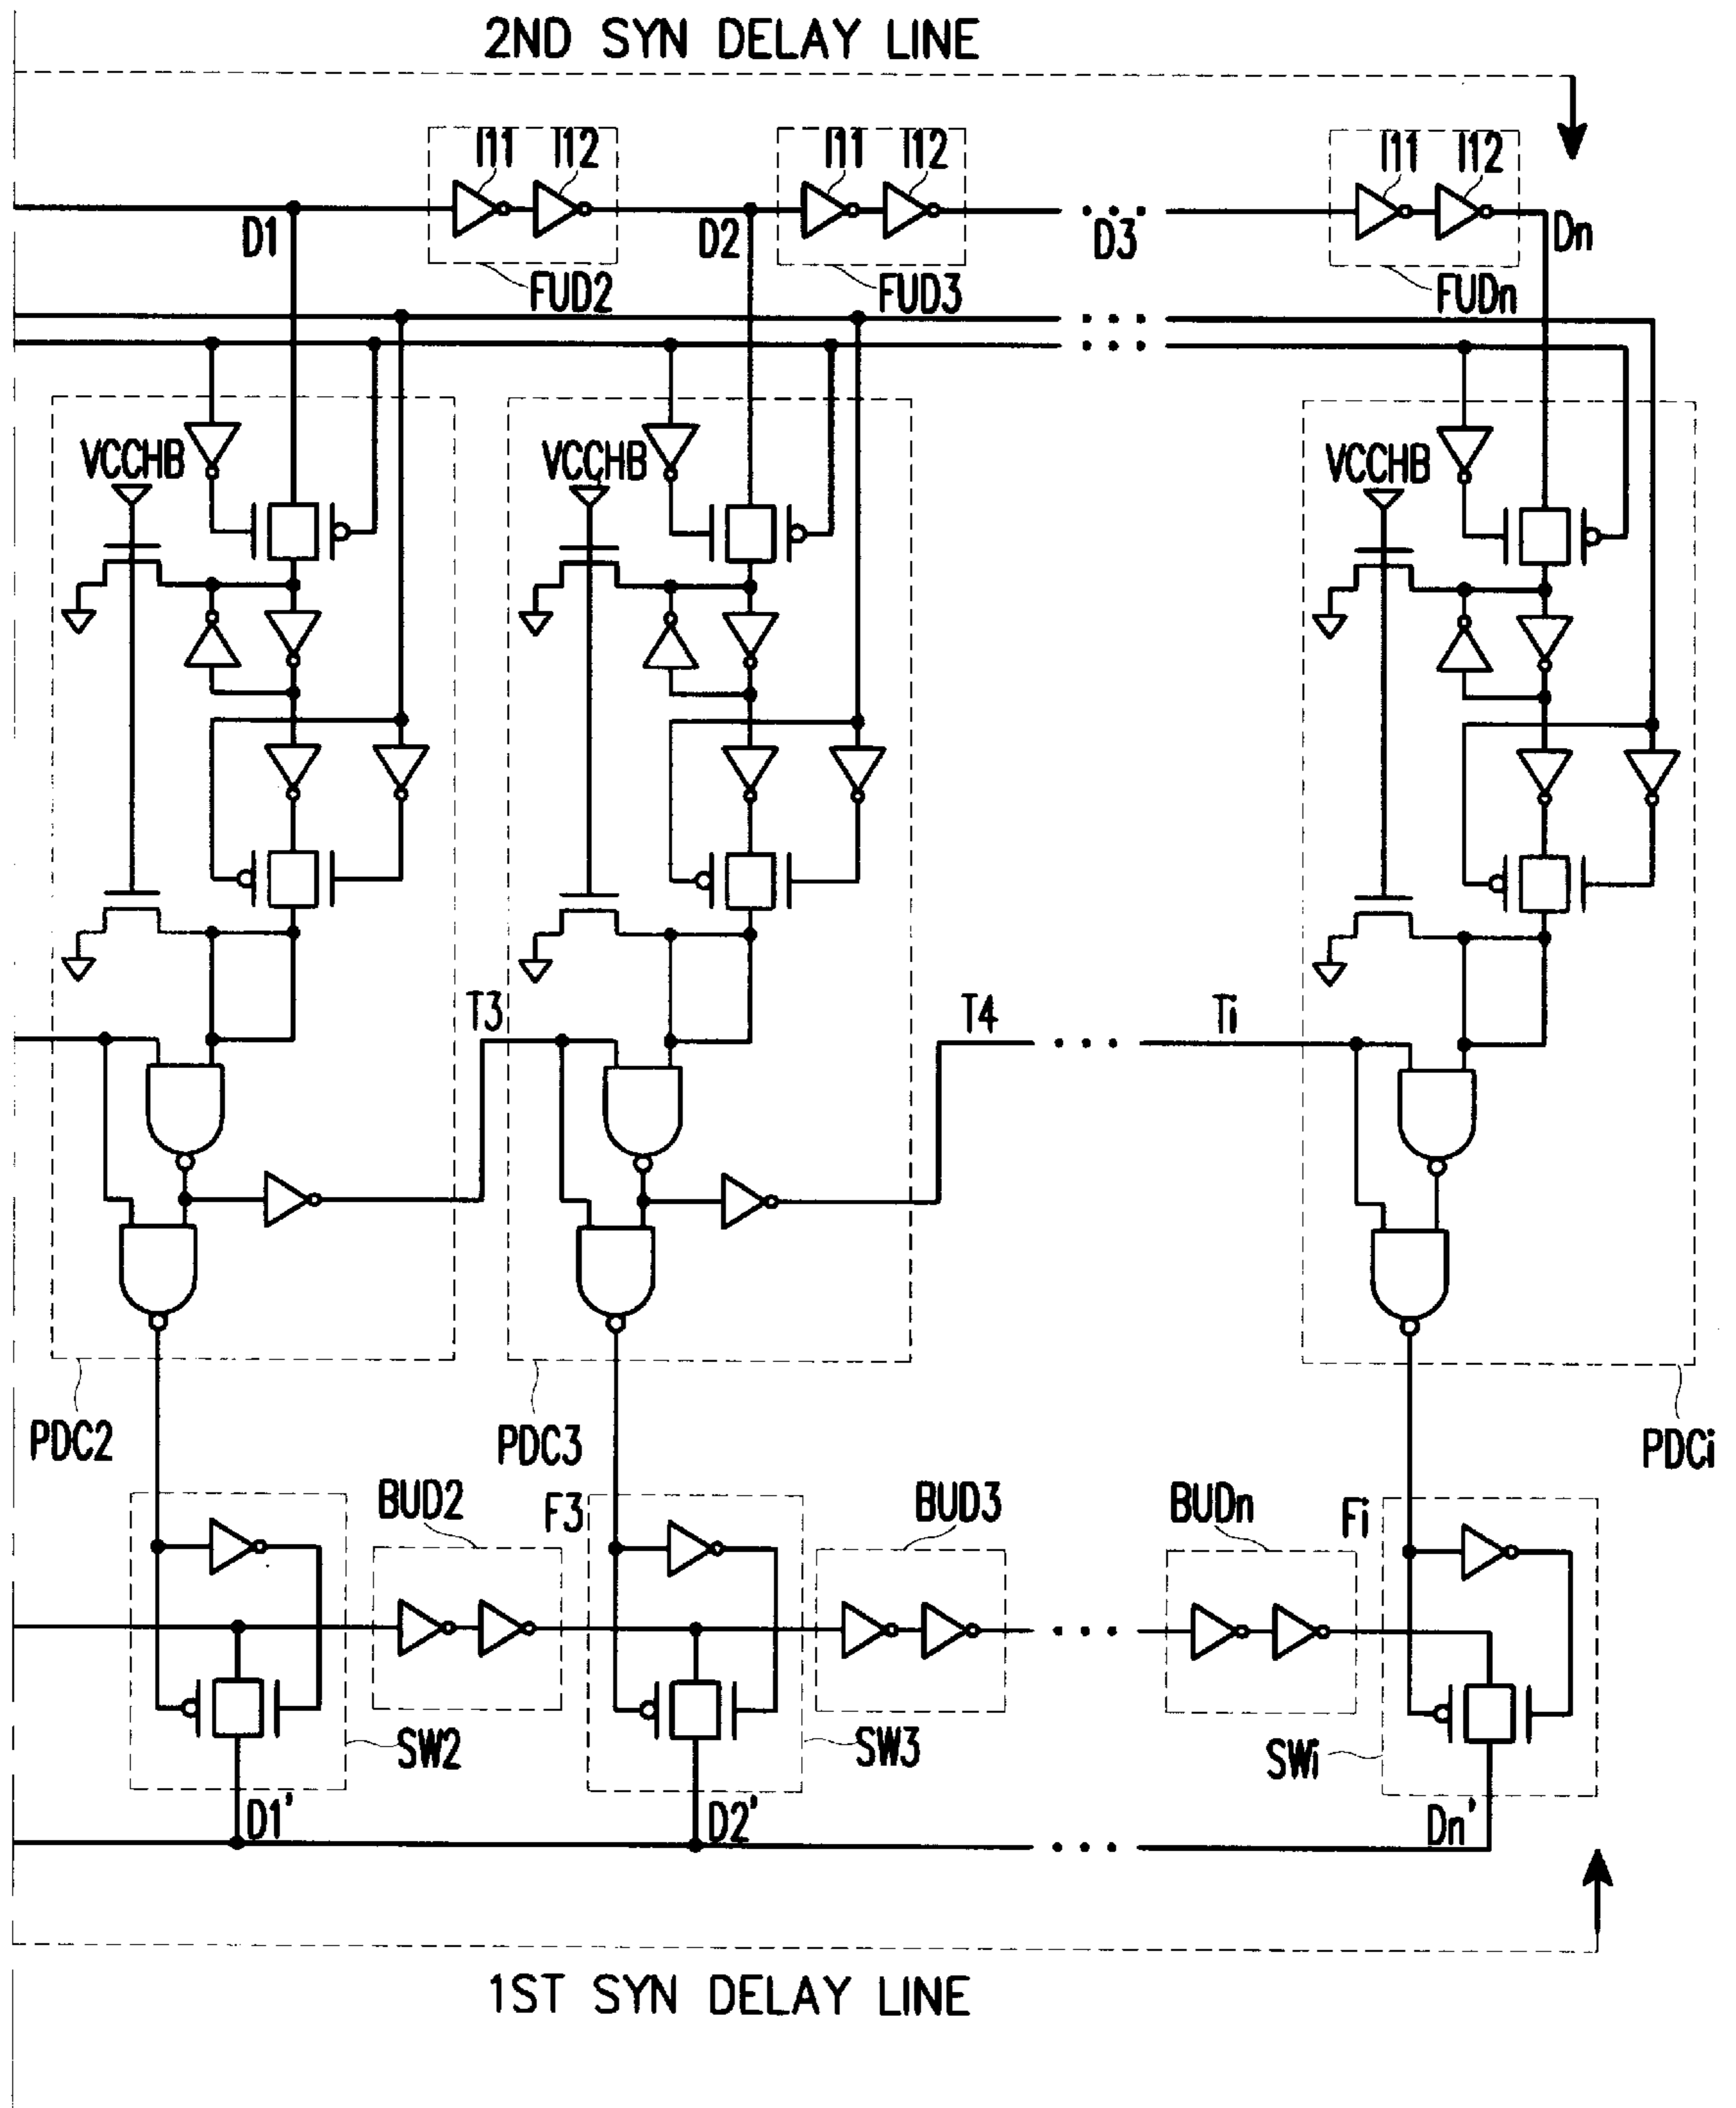 2ND SYN DELAY LINE
I11 I12 I11 I12 I11 I12
D1 D2 D3 Dn
FUD2 FUD3 FUDn
VCCHB VCCHB VCCHB
T3 T4 Ti
PDC2 PDC3 PDCi
BUD2 F3 BUD3 BUDn Fi
SW2 SW3 SWi
D1' D2' Dn'
1ST SYN DELAY LINE